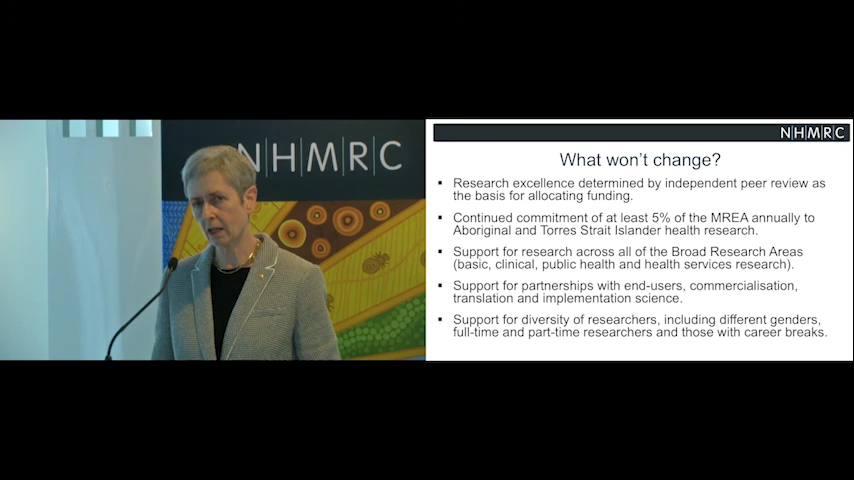 NHMRC
NHMRC
What won't change?
▪ Research excellence determined by independent peer review as
the basis for allocating funding.
▪ Continued commitment of at least 5% of the MREA annually to
Aboriginal and Torres Strait Islander health research.
▪ Support for research across all of the Broad Research Areas
(basic, clinical, public health and health services research).
▪ Support for partnerships with end-users, commercialisation,
translation and implementation science.
▪ Support for diversity of researchers, including different genders,
full-time and part-time researchers and those with career breaks.